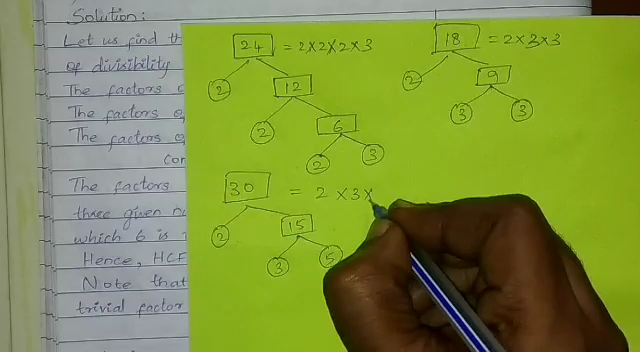 Solution:
Let us find th
of divisibility
The factors
The factors
The factors
con
The factors
three given n
which 6 is
Hence, HCF
Note that
trivial factor
24 = 2×2×2×3
2 12
2 6
2 3
18 = 2×3×3
2 9
3 3
30 = 2×3×
2 15
3 5